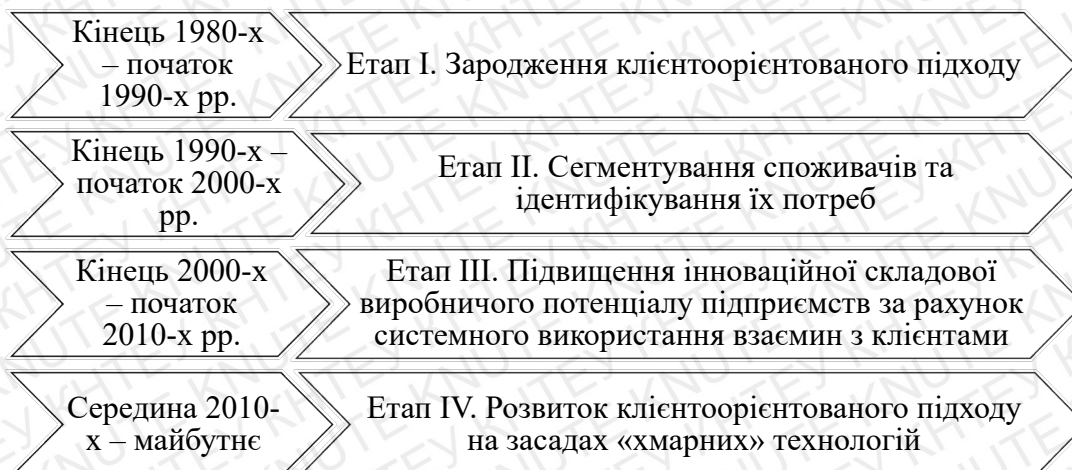 Кінець 1980-х
– початок
1990-х рр.
Етап І. Зародження клієнтоорієнтованого підходу
Кінець 1990-х –
початок 2000-х
рр.
Етап ІІ. Сегментування споживачів та
ідентифікування їх потреб
Кінець 2000-х
– початок
2010-х рр.
Етап ІІІ. Підвищення інноваційної складової
виробничого потенціалу підприємств за рахунок
системного використання взаємин з клієнтами
Середина 2010-
х – майбутнє
Етап IV. Розвиток клієнтоорієнтованого підходу
на засадах «хмарних» технологій